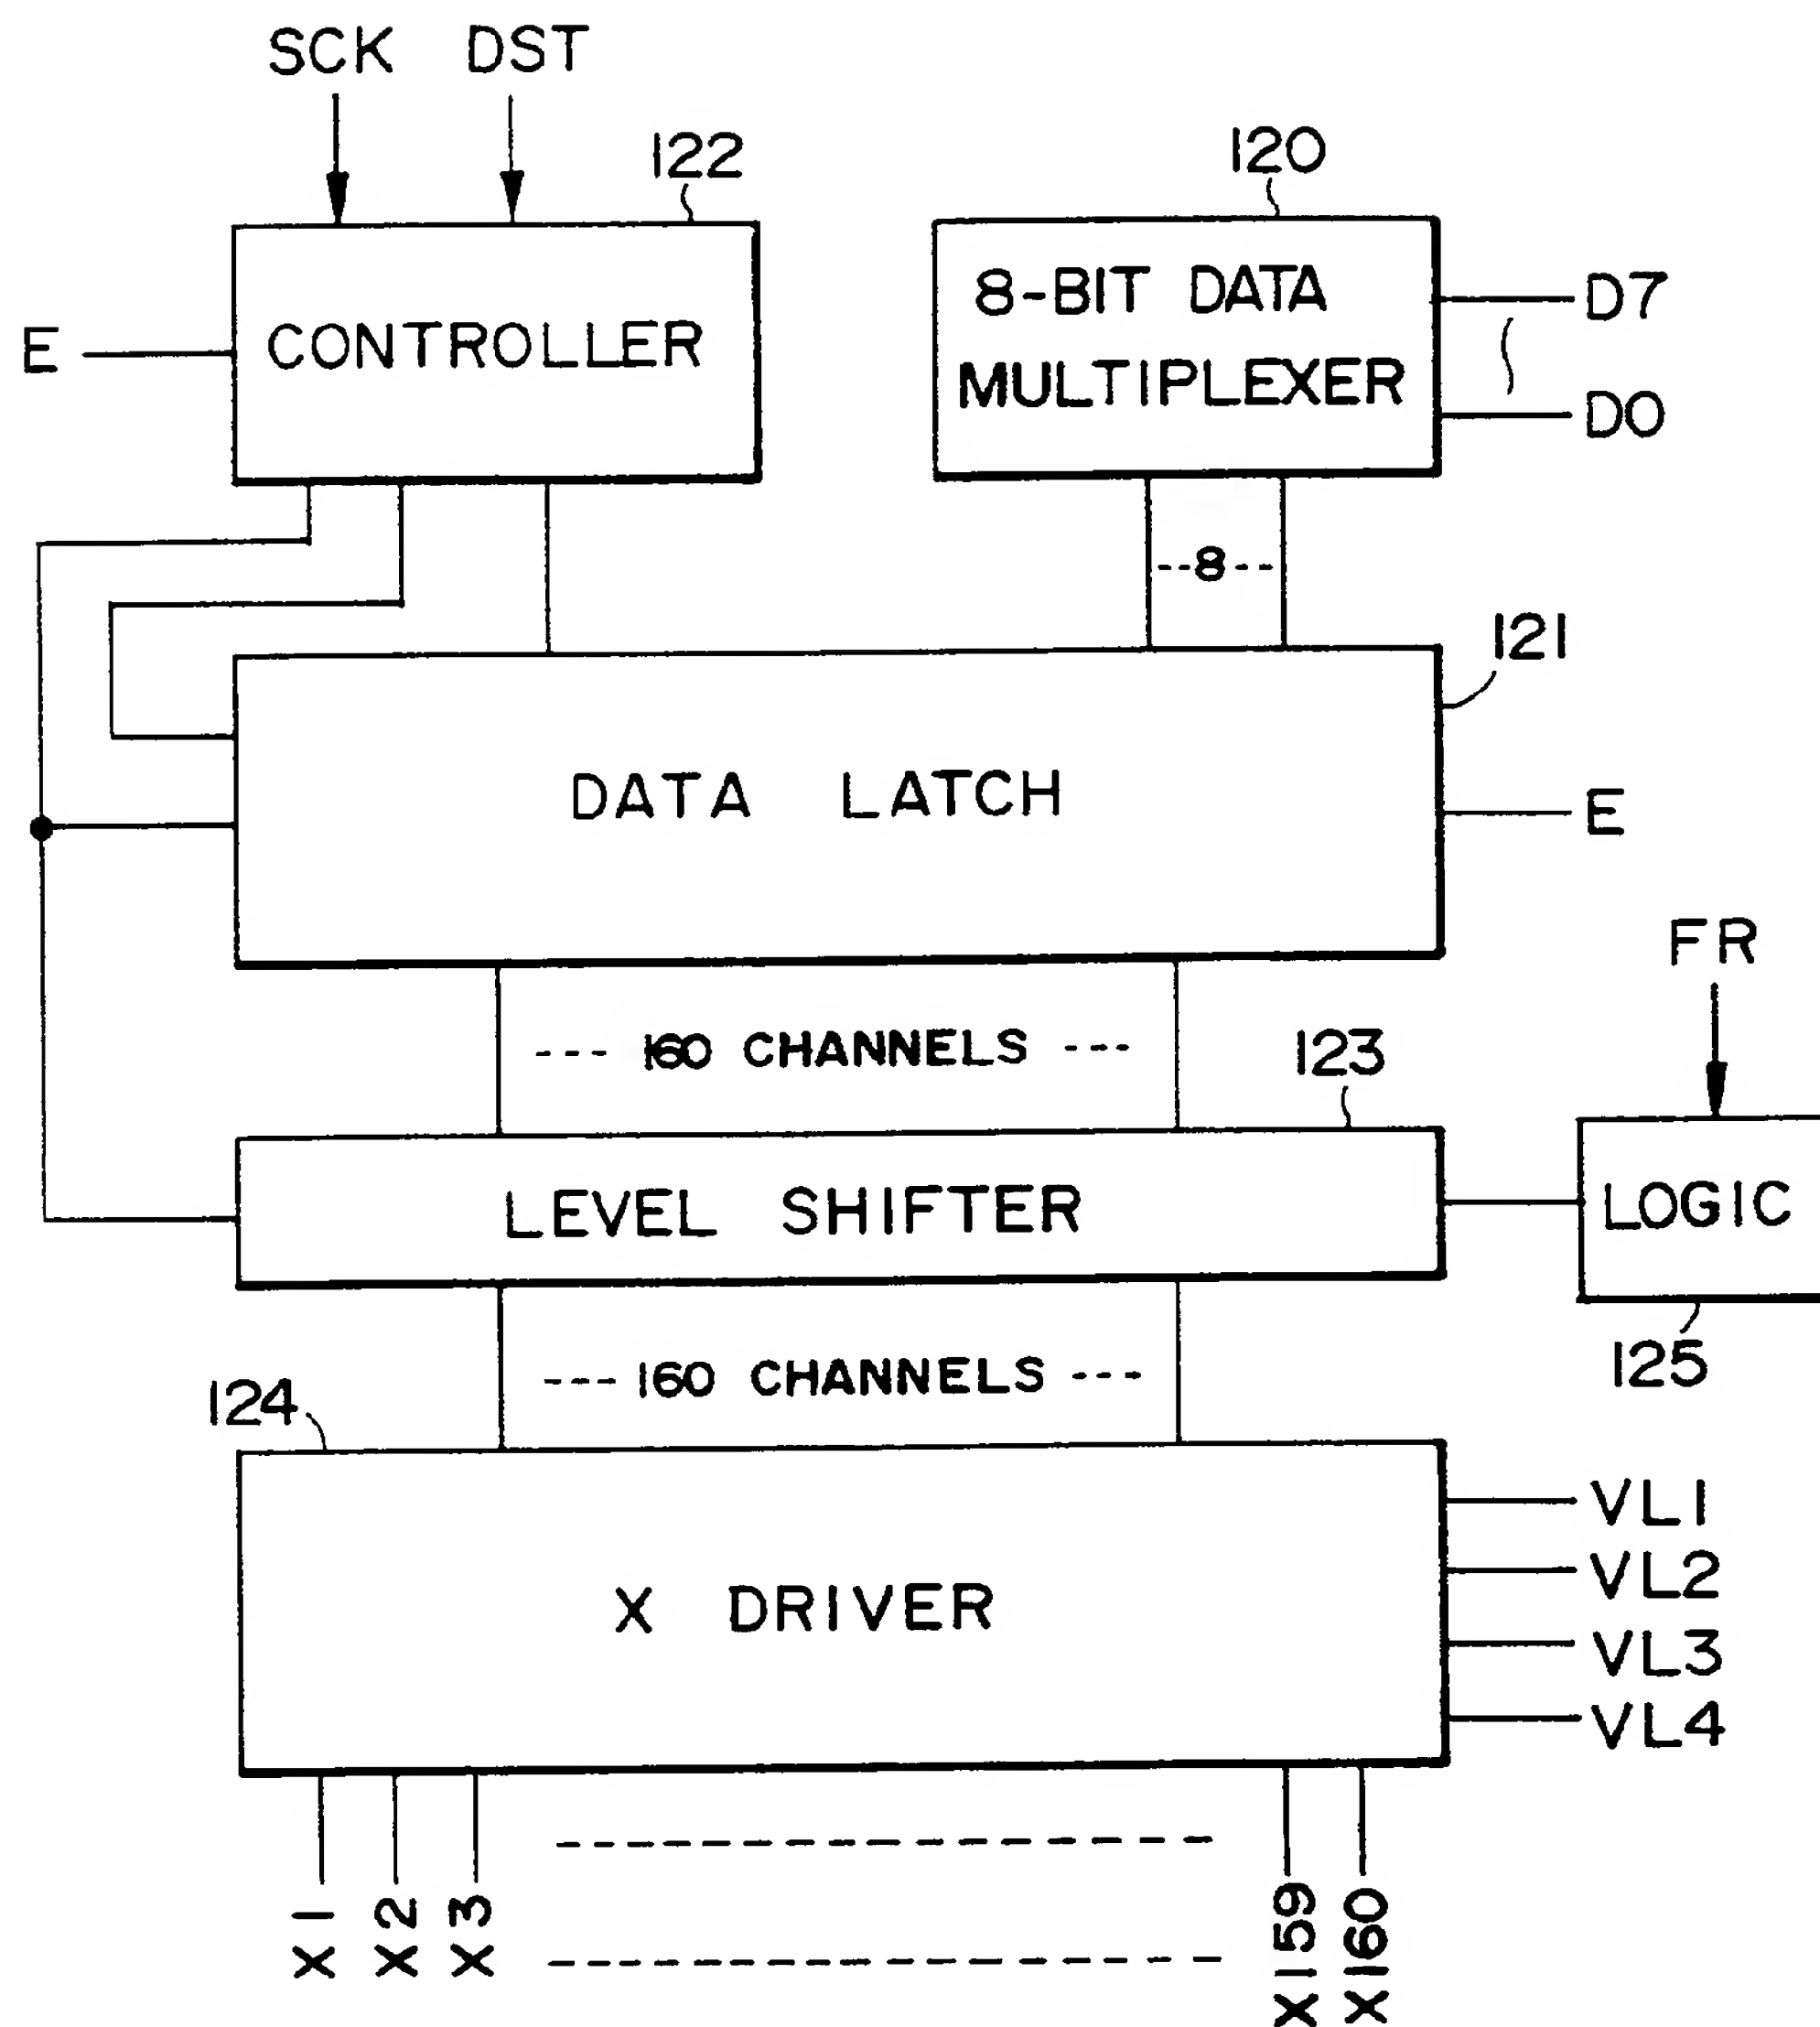 SCK DST
122
120
E
CONTROLLER
8-BIT DATA
MULTIPLEXER
D7
D0
--8--
121
DATA LATCH
E
FR
--- 160 CHANNELS ---
123
LEVEL SHIFTER
LOGIC
125
--- 160 CHANNELS ---
124
X DRIVER
VL1
VL2
VL3
VL4
X1
X2
X3
X159
X160